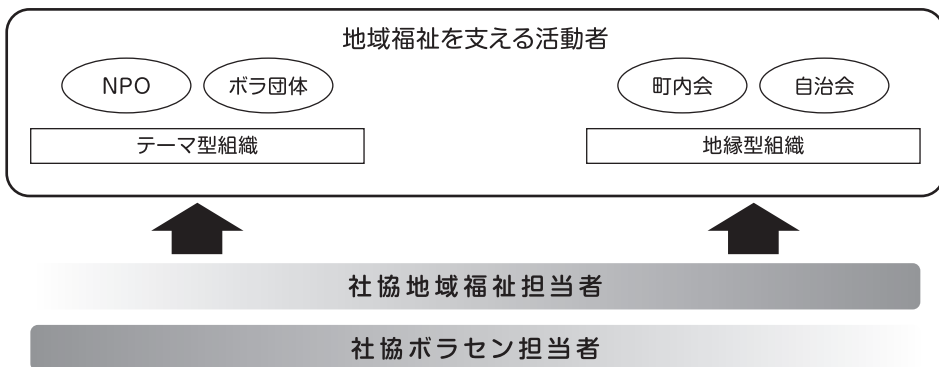 地域福祉を支える活動者
NPO ボラ団体 町内会 自治会
テーマ型組織 地縁型組織
社協地域福祉担当者
社協ボラセン担当者